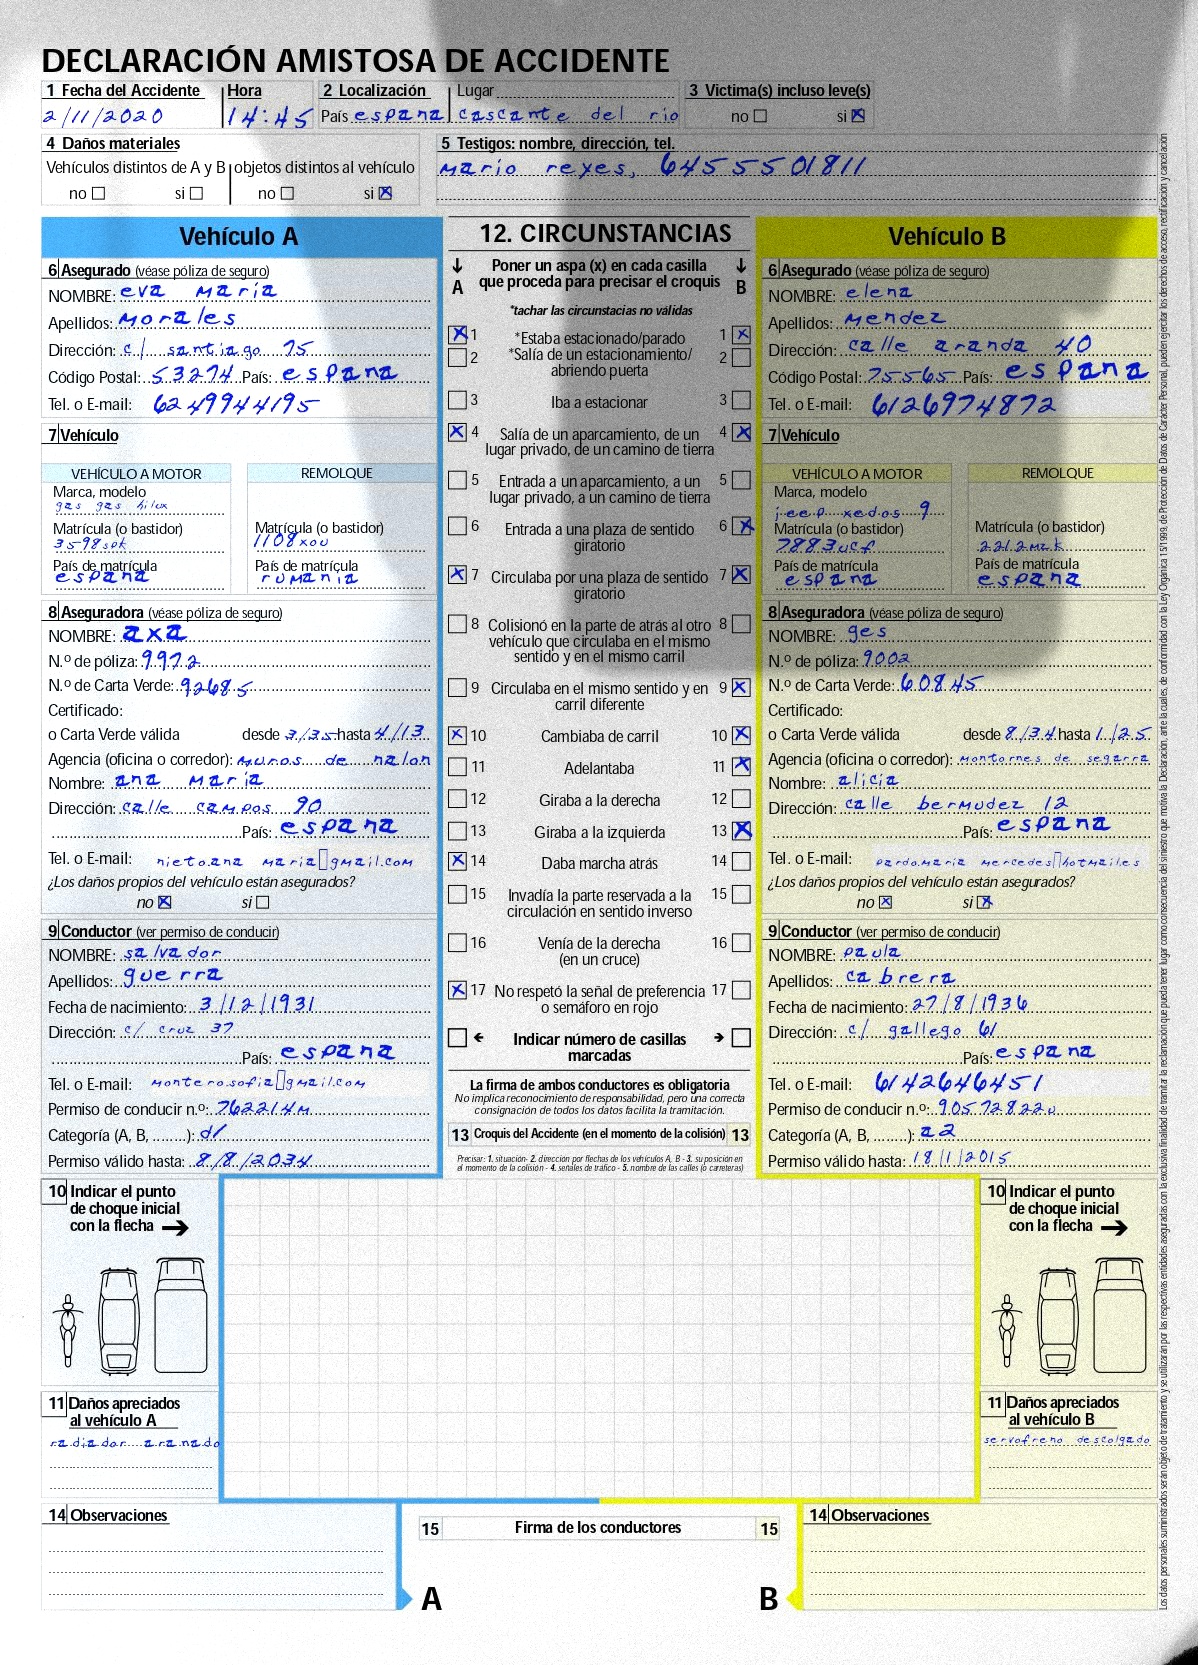 DECLARACIÓN AMISTOSA DE ACCIDENTE
1 Fecha del Accidente Hora 2 Localización Lugar 3 Victima(s) incluso leve(s)
2/11/2020 14:45 País espana cascante del rio no si
4 Daños materiales 5 Testigos: nombre, dirección, tel.
Vehículos distintos de A y B objetos distintos al vehículo mario reyes, 6455501811
no si no si
Vehículo A
6 Asegurado (véase póliza de seguro)
NOMBRE: eva maria
Apellidos: morales
Dirección: c/ santiago 75
Código Postal: 53274 País: espana
Tel. o E-mail: 6249944195
7 Vehículo
VEHÍCULO A MOTOR REMOLQUE
Marca, modelo
gas gas hilux
Matrícula (o bastidor) Matrícula (o bastidor)
3598spk 1108xou
País de matrícula País de matrícula
espana rumania
8 Aseguradora (véase póliza de seguro)
NOMBRE: axa
N.º de póliza: 9972
N.º de Carta Verde: 92685
Certificado:
o Carta Verde válida desde 3/35 hasta 4/13
Agencia (oficina o corredor): muros de nalon
Nombre: ana maria
Dirección: calle campos 90
País: espana
Tel. o E-mail: nieto.ana maria▯gmail.com
¿Los daños propios del vehículo están asegurados?
no si
9 Conductor (ver permiso de conducir)
NOMBRE: salvador
Apellidos: guerra
Fecha de nacimiento: 3/12/1931
Dirección: c/ cruz 37
País: espana
Tel. o E-mail: montero.sofia▯gmail.com
Permiso de conducir n.º: 762214m
Categoría (A, B, ........): d1
Permiso válido hasta: 8/8/2034
12. CIRCUNSTANCIAS
A Poner un aspa (x) en cada casilla que proceda para precisar el croquis B
*tachar las circunstacias no válidas
1 *Estaba estacionado/parado 1
2 *Salía de un estacionamiento/ 2
abriendo puerta
3 Iba a estacionar 3
4 Salía de un aparcamiento, de un 4
lugar privado, de un camino de tierra
5 Entrada a un aparcamiento, a un 5
lugar privado, a un camino de tierra
6 Entrada a una plaza de sentido 6
giratorio
7 Circulaba por una plaza de sentido 7
giratorio
8 Colisionó en la parte de atrás al otro 8
vehículo que circulaba en el mismo
sentido y en el mismo carril
9 Circulaba en el mismo sentido y en 9
carril diferente
10 Cambiaba de carril 10
11 Adelantaba 11
12 Giraba a la derecha 12
13 Giraba a la izquierda 13
14 Daba marcha atrás 14
15 Invadía la parte reservada a la 15
circulación en sentido inverso
16 Venía de la derecha 16
(en un cruce)
17 No respetó la señal de preferencia 17
o semáforo en rojo
Indicar número de casillas
marcadas
La firma de ambos conductores es obligatoria
No implica reconocimiento de responsabilidad, pero una correcta
consignación de todos los datos facilita la tramitación.
13 Croquis del Accidente (en el momento de la colisión) 13
Precisar: 1. situación- 2. dirección por flechas de los vehículos A, B - 3. su posición en
el momento de la colisión - 4. señales de tráfico - 5. nombre de las calles (o carreteras)
Vehículo B
6 Asegurado (véase póliza de seguro)
NOMBRE: elena
Apellidos: mendez
Dirección: calle aranda 40
Código Postal: 75565 País: espana
Tel. o E-mail: 6126974872
7 Vehículo
VEHÍCULO A MOTOR REMOLQUE
Marca, modelo
jeep xedos 9
Matrícula (o bastidor) Matrícula (o bastidor)
7883ucf 2212mzk
País de matrícula País de matrícula
espana espana
8 Aseguradora (véase póliza de seguro)
NOMBRE: ges
N.º de póliza: 9002
N.º de Carta Verde: 60845
Certificado:
o Carta Verde válida desde 8/34 hasta 1/25
Agencia (oficina o corredor): montornes de segarra
Nombre: alicia
Dirección: calle bermudez 12
País: espana
Tel. o E-mail: pardo.maria mercedes▯hotmail.es
¿Los daños propios del vehículo están asegurados?
no si
9 Conductor (ver permiso de conducir)
NOMBRE: paula
Apellidos: cabrera
Fecha de nacimiento: 27/8/1936
Dirección: c/ gallego 61
País: espana
Tel. o E-mail: 6142646451
Permiso de conducir n.º: 90572822u
Categoría (A, B, ........): a2
Permiso válido hasta: 18/1/2015
10 Indicar el punto
de choque inicial
con la flecha
11 Daños apreciados
al vehículo A
radiador aranado
14 Observaciones
10 Indicar el punto
de choque inicial
con la flecha
11 Daños apreciados
al vehículo B
servofreno descolgado
14 Observaciones
15 Firma de los conductores 15
A B
Los datos personales suministrados serán objeto de tratamiento y se utilizarán por las respectivas entidades aseguradas con la exclusiva finalidad de tramitar la reclamación que pueda tener lugar como consecuencia del siniestro que motiva la Declaración, ante la cuales, de conformidad con la Ley Orgánica 15/1999, de Protección de Datos de Carácter Personal, pueden ejercitar los derechos de acceso, rectificación y cancelación